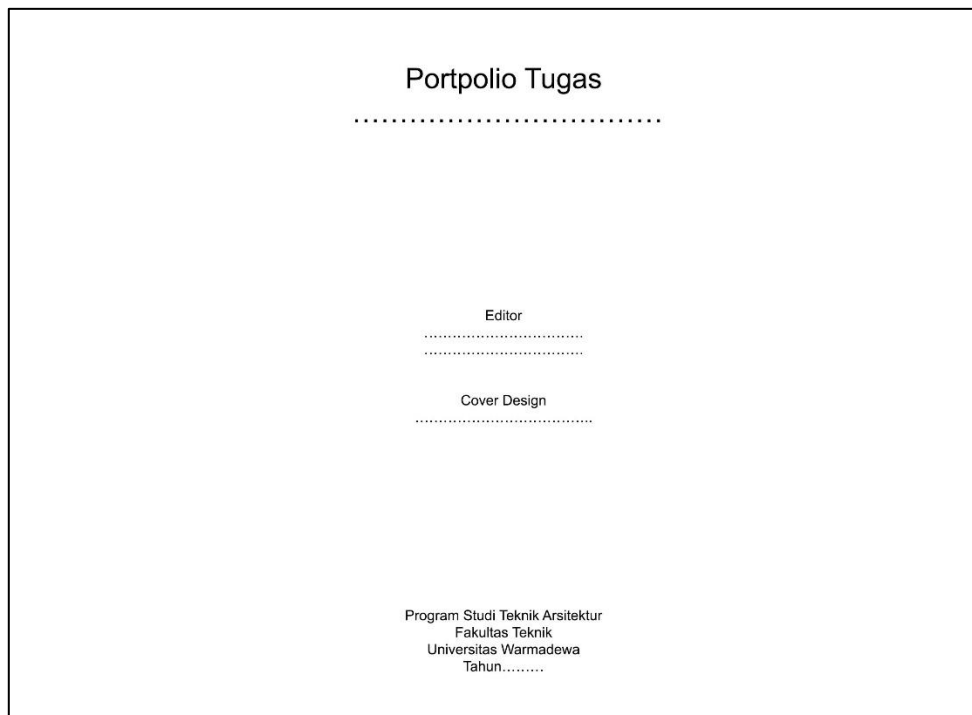 Portpolio Tugas
.................................
Editor
..................................
..................................
Cover Design
......................................
Program Studi Teknik Arsitektur
Fakultas Teknik
Universitas Warmadewa
Tahun.........